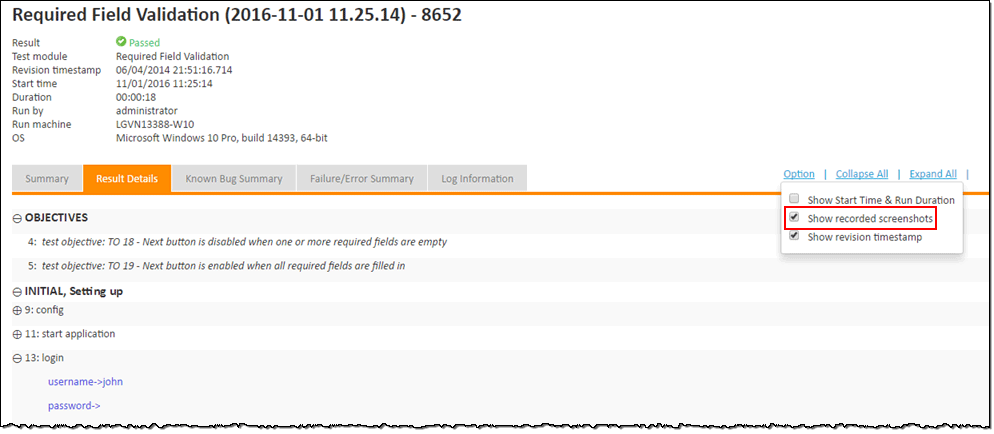 Required Field Validation (2016-11-01 11.25.14) - 8652
Result Passed
Test module Required Field Validation
Revision timestamp 06/04/2014 21:51:16.714
Start time 11/01/2016 11:25:14
Duration 00:00:18
Run by administrator
Run machine LGVN13388-W10
OS Microsoft Windows 10 Pro, build 14393, 64-bit
Summary Result Details Known Bug Summary Failure/Error Summary Log Information Option | Collapse All | Expand All |
Show Start Time & Run Duration
Show recorded screenshots
Show revision timestamp
OBJECTIVES
4: test objective: TO 18 - Next button is disabled when one or more required fields are empty
5: test objective: TO 19 - Next button is enabled when all required fields are filled in
INITIAL, Setting up
9: config
11: start application
13: login
username->john
password->